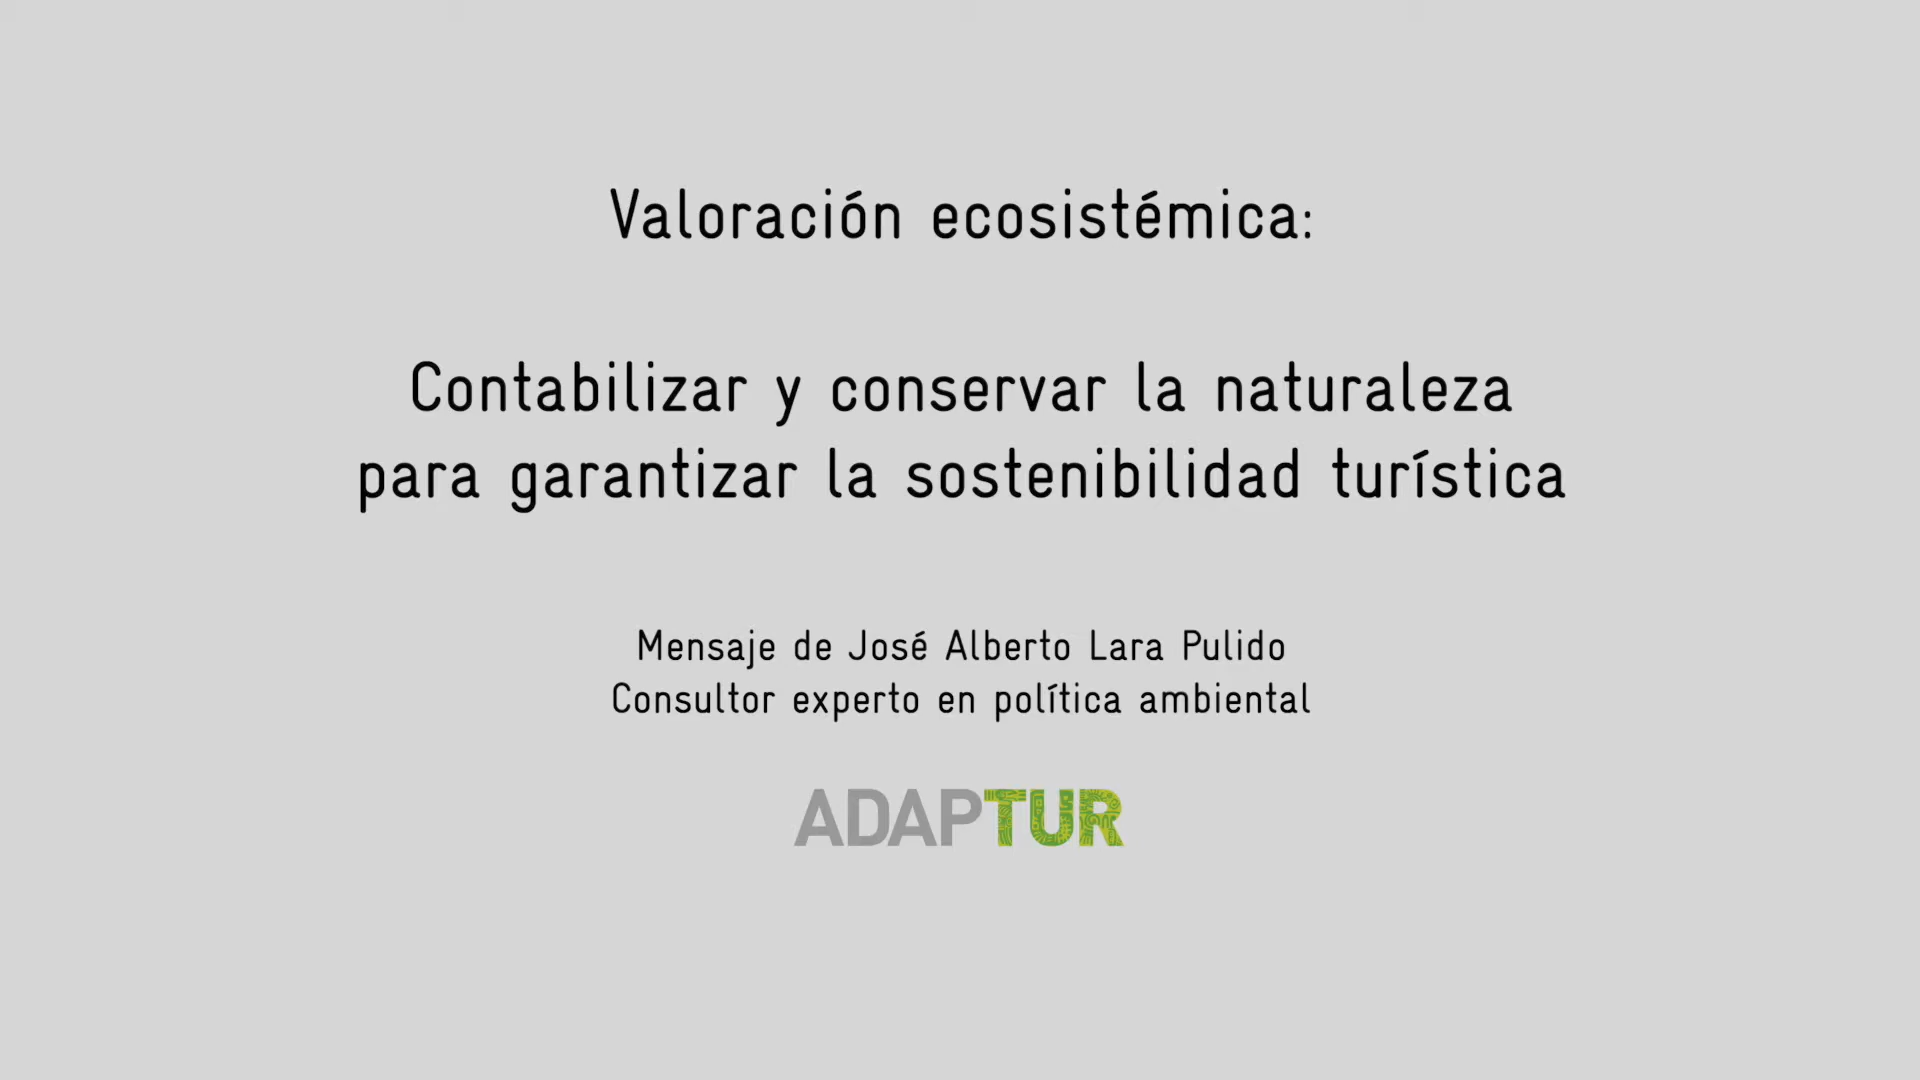 Valoración ecosistémica:
Contabilizar y conservar la naturaleza
para garantizar la sostenibilidad turística
Mensaje de José Alberto Lara Pulido
Consultor experto en política ambiental
ADAPTUR